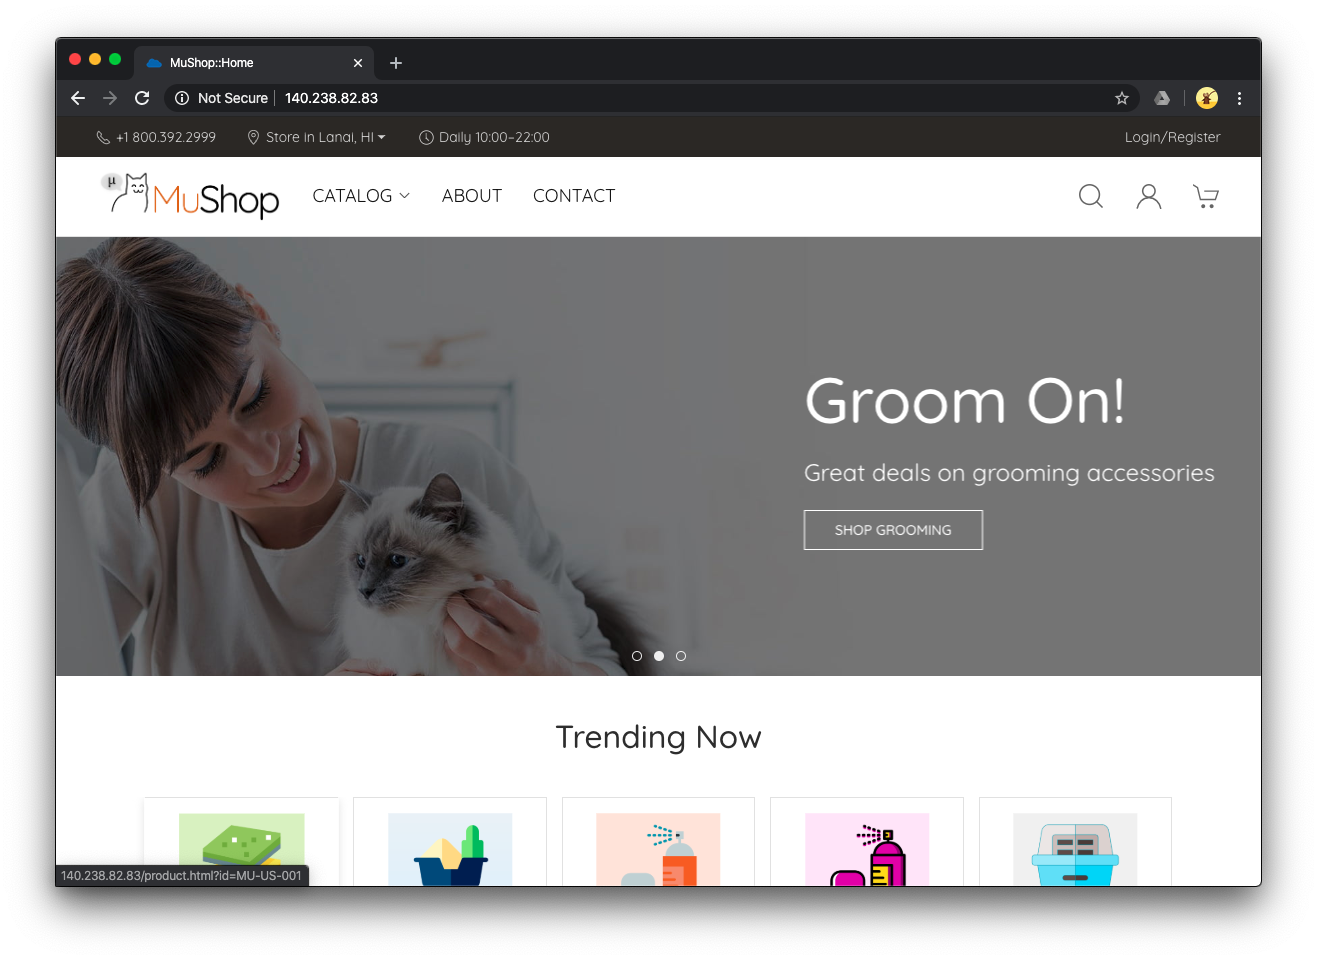 MuShop::Home
Not Secure 140.238.82.83
+1 800.392.2999 Store in Lanai, HI Daily 10:00–22:00 Login/Register
μ MuShop CATALOG ABOUT CONTACT
Groom On!
Great deals on grooming accessories
SHOP GROOMING
Trending Now
140.238.82.83/product.html?id=MU-US-001